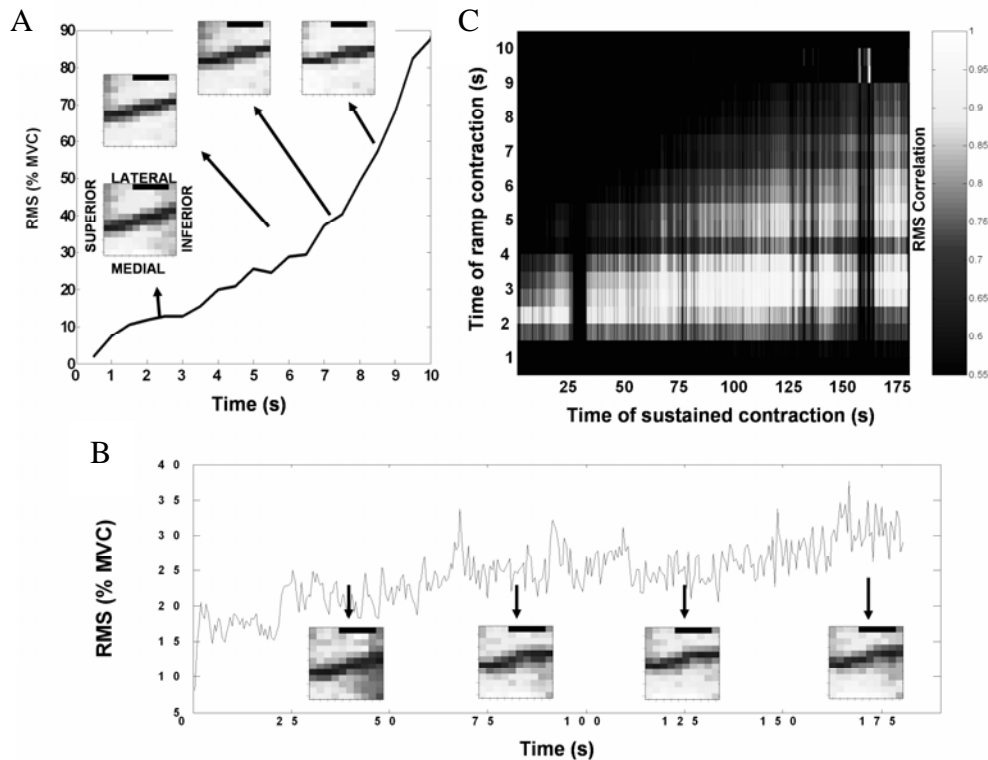 A
RMS (% MVC)
90
80
70
60
50
40
30
20
10
0
SUPERIOR
LATERAL
INFERIOR
MEDIAL
0 1 2 3 4 5 6 7 8 9 10
Time (s)
C
Time of ramp contraction (s)
10
9
8
7
6
5
4
3
2
1
25 50 75 100 125 150 175
Time of sustained contraction (s)
RMS Correlation
1
0.95
0.9
0.85
0.8
0.75
0.7
0.65
0.6
0.55
B
RMS (% MVC)
4 0
3 5
3 0
2 5
2 0
1 5
1 0
5
0 2 5 5 0 7 5 1 0 0 1 2 5 1 5 0 1 7 5
Time (s)